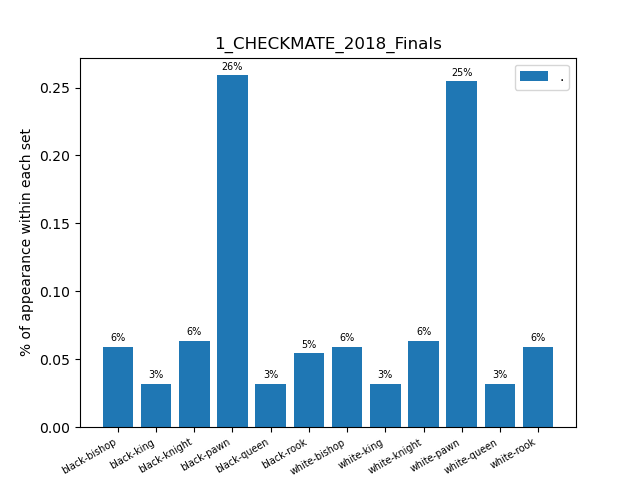 1_CHECKMATE_2018_Finals
.
% of appearance within each set
0.25
0.20
0.15
0.10
0.05
0.00
6%
3%
6%
26%
3%
5%
6%
3%
6%
25%
3%
6%
black-bishop
black-king
black-knight
black-pawn
black-queen
black-rook
white-bishop
white-king
white-knight
white-pawn
white-queen
white-rook